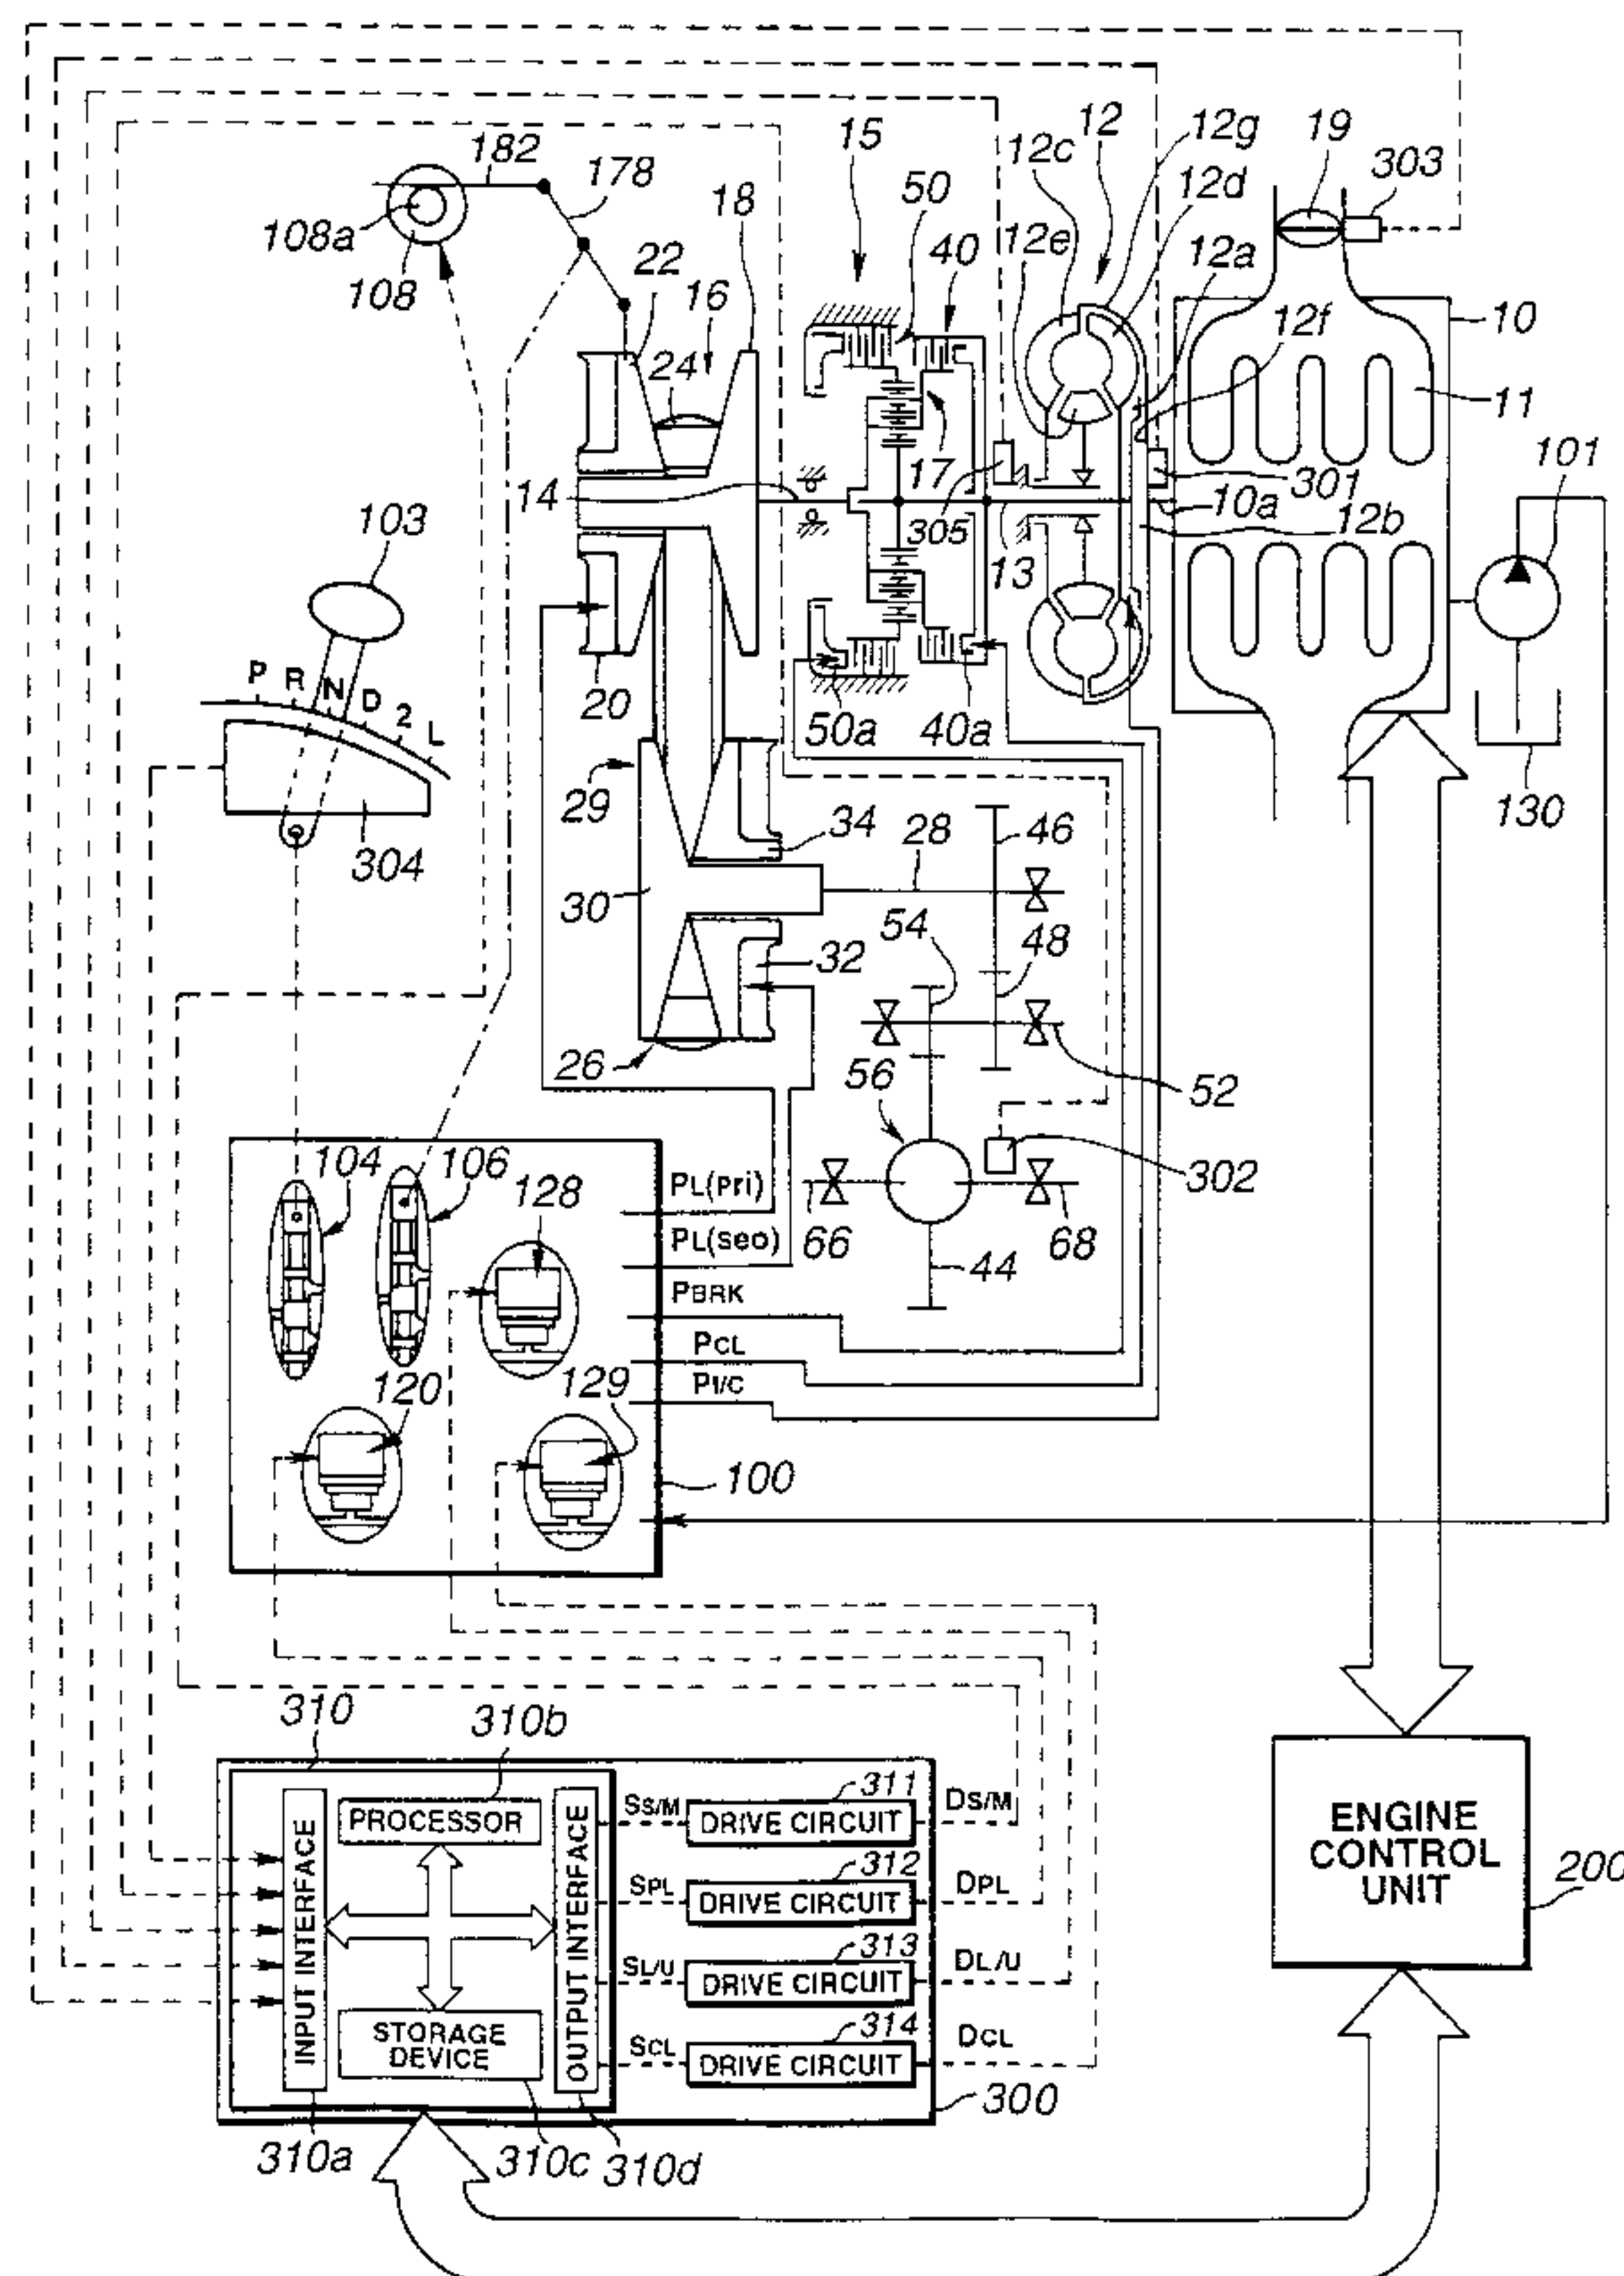 182
178
108a
108
18
22
16
24
15
50
40
12c
12
12g
12d
12e
12a
12f
19
303
10
11
101
14
17
305
301
10a
12b
13
103
P R N D 2 L
20
50a
40a
130
304
29
34
28
46
30
54
48
32
26
56
52
302
104
106
128
PL(pri)
PL(seo)
66
68
PBRK
44
PCL
Pt/C
120
129
100
310
310b
311
SS/M
DRIVE CIRCUIT
DS/M
PROCESSOR
INPUT INTERFACE
OUTPUT INTERFACE
312
SPL
DRIVE CIRCUIT
DPL
313
SL/U
DRIVE CIRCUIT
DL/U
314
SCL
DRIVE CIRCUIT
DCL
STORAGE
DEVICE
300
310a
310c
310d
ENGINE
CONTROL
UNIT
200